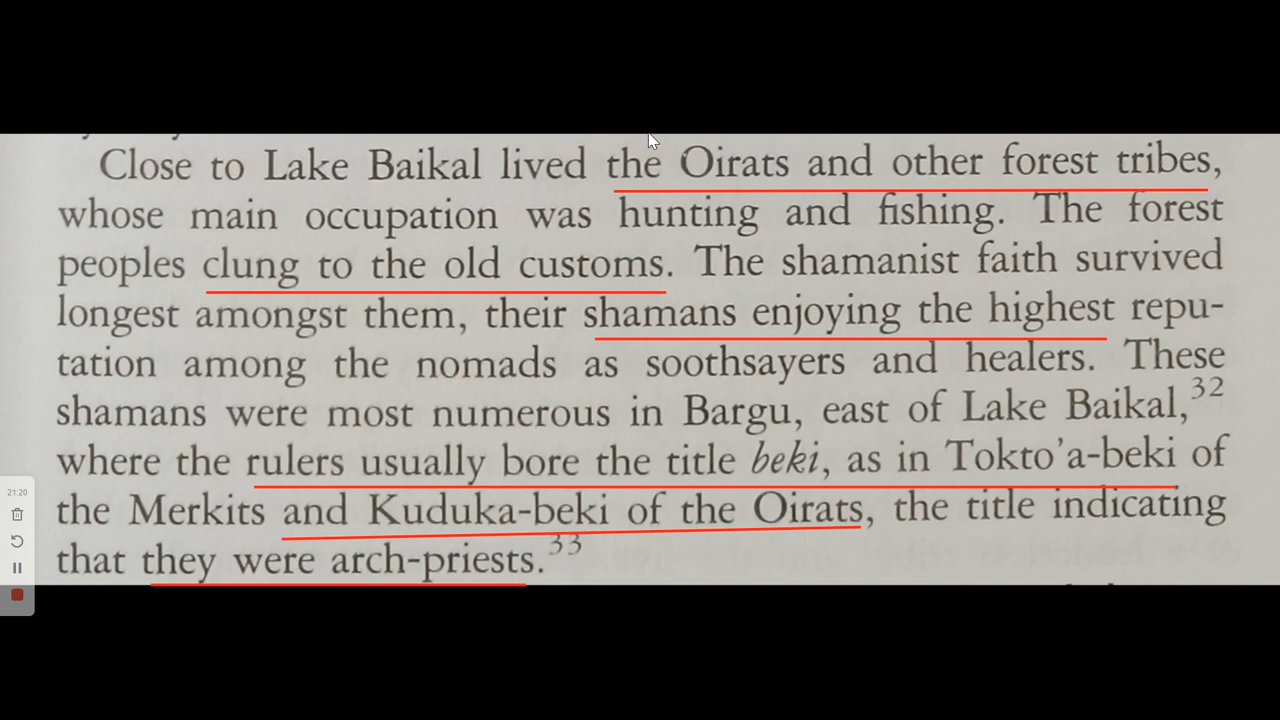 Close to Lake Baikal lived the Oirats and other forest tribes,
whose main occupation was hunting and fishing. The forest
peoples clung to the old customs. The shamanist faith survived
longest amongst them, their shamans enjoying the highest repu-
tation among the nomads as soothsayers and healers. These
shamans were most numerous in Bargu, east of Lake Baikal,32
where the rulers usually bore the title beki, as in Tokto'a-beki of
the Merkits and Kuduka-beki of the Oirats, the title indicating
that they were arch-priests.33
21:20